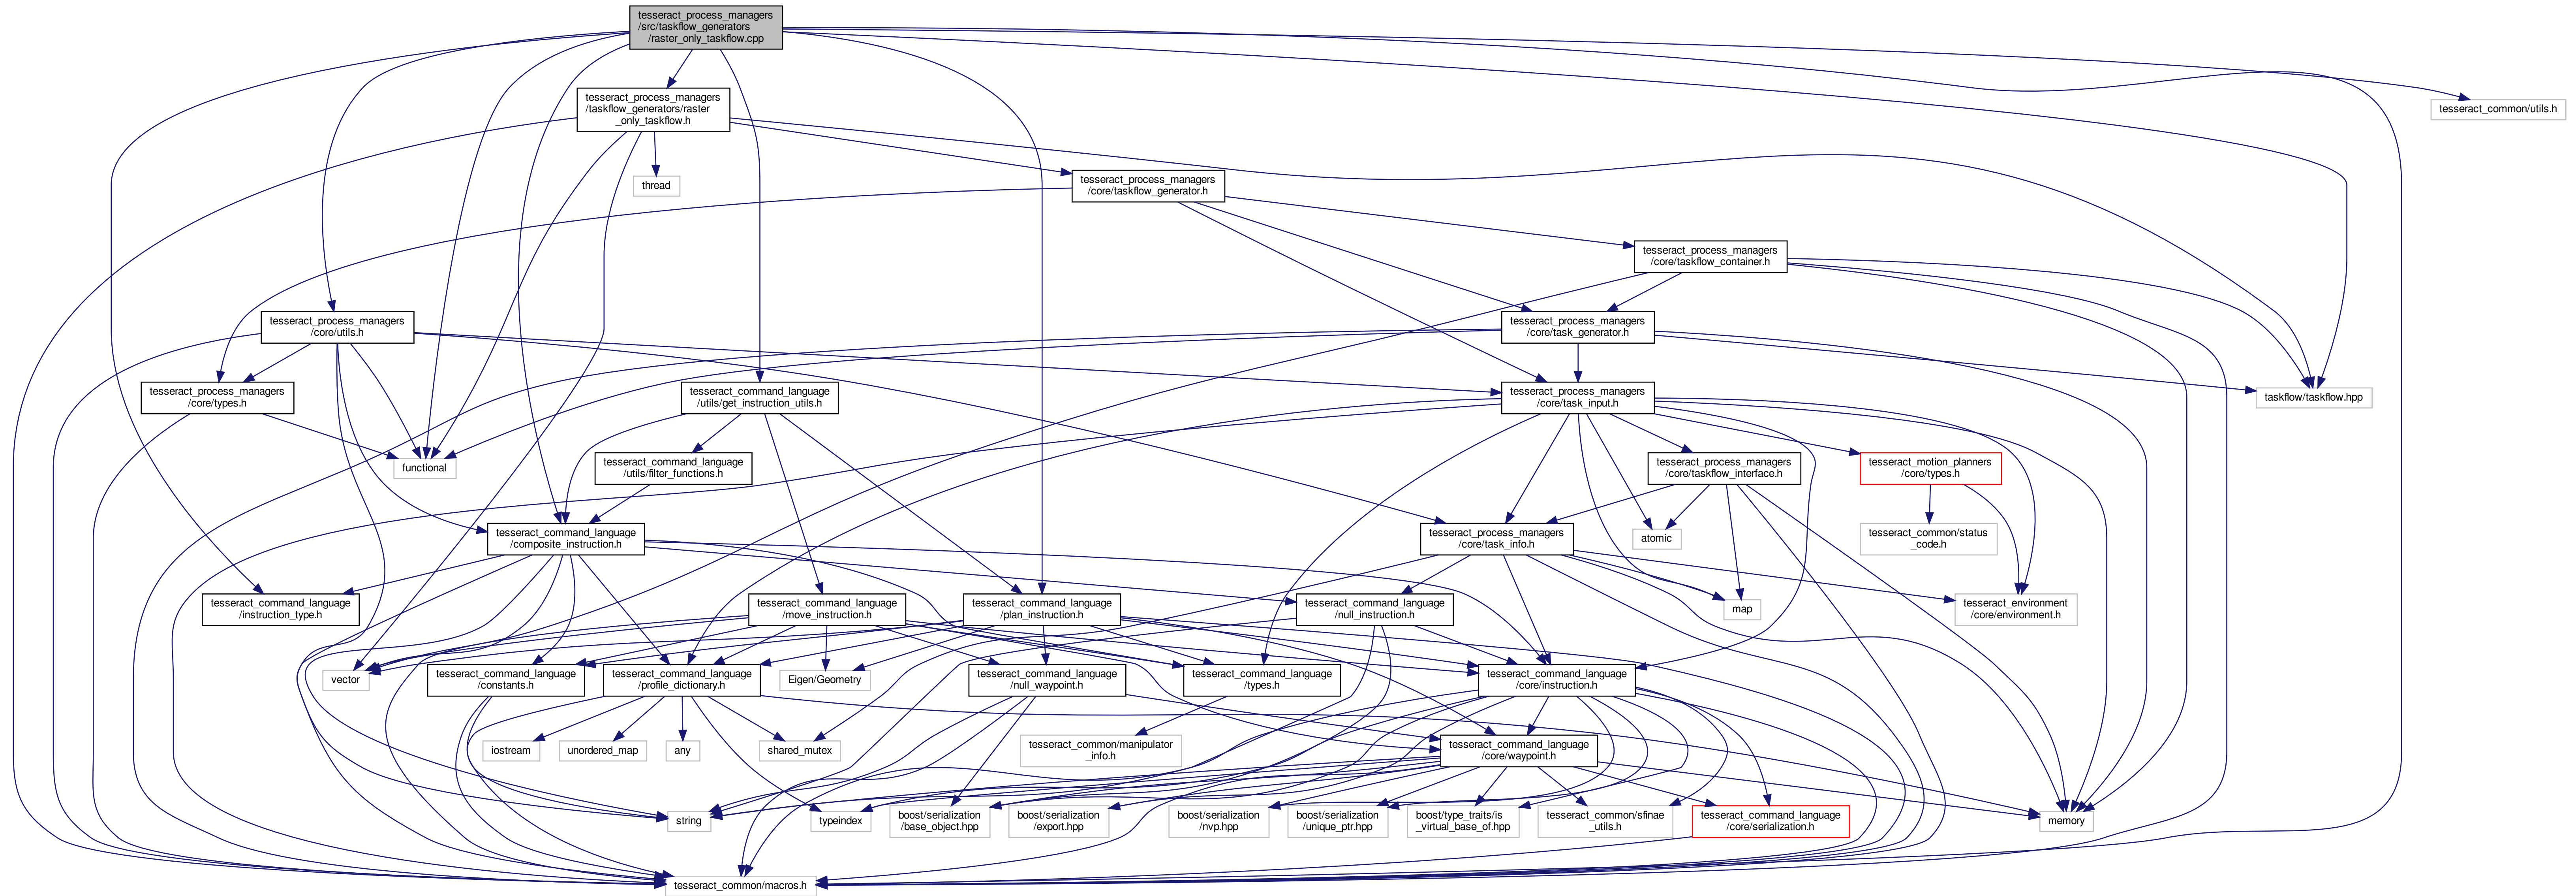 tesseract_process_managers
/src/taskflow_generators
/raster_only_taskflow.cpp
tesseract_process_managers
/taskflow_generators/raster
_only_taskflow.h
tesseract_common/utils.h
thread
tesseract_process_managers
/core/taskflow_generator.h
tesseract_process_managers
/core/taskflow_container.h
tesseract_process_managers
/core/utils.h
tesseract_process_managers
/core/task_generator.h
tesseract_process_managers
/core/types.h
tesseract_command_language
/utils/get_instruction_utils.h
tesseract_process_managers
/core/task_input.h
taskflow/taskflow.hpp
functional
tesseract_command_language
/utils/filter_functions.h
tesseract_process_managers
/core/taskflow_interface.h
tesseract_motion_planners
/core/types.h
tesseract_command_language
/composite_instruction.h
tesseract_process_managers
/core/task_info.h
atomic
tesseract_common/status
_code.h
tesseract_command_language
/instruction_type.h
tesseract_command_language
/move_instruction.h
tesseract_command_language
/plan_instruction.h
tesseract_command_language
/null_instruction.h
map
tesseract_environment
/core/environment.h
vector
tesseract_command_language
/constants.h
tesseract_command_language
/profile_dictionary.h
Eigen/Geometry
tesseract_command_language
/null_waypoint.h
tesseract_command_language
/types.h
tesseract_command_language
/core/instruction.h
iostream
unordered_map
any
shared_mutex
tesseract_common/manipulator
_info.h
tesseract_command_language
/core/waypoint.h
string
typeindex
boost/serialization
/base_object.hpp
boost/serialization
/export.hpp
boost/serialization
/nvp.hpp
boost/serialization
/unique_ptr.hpp
boost/type_traits/is
_virtual_base_of.hpp
tesseract_common/sfinae
_utils.h
tesseract_command_language
/core/serialization.h
memory
tesseract_common/macros.h